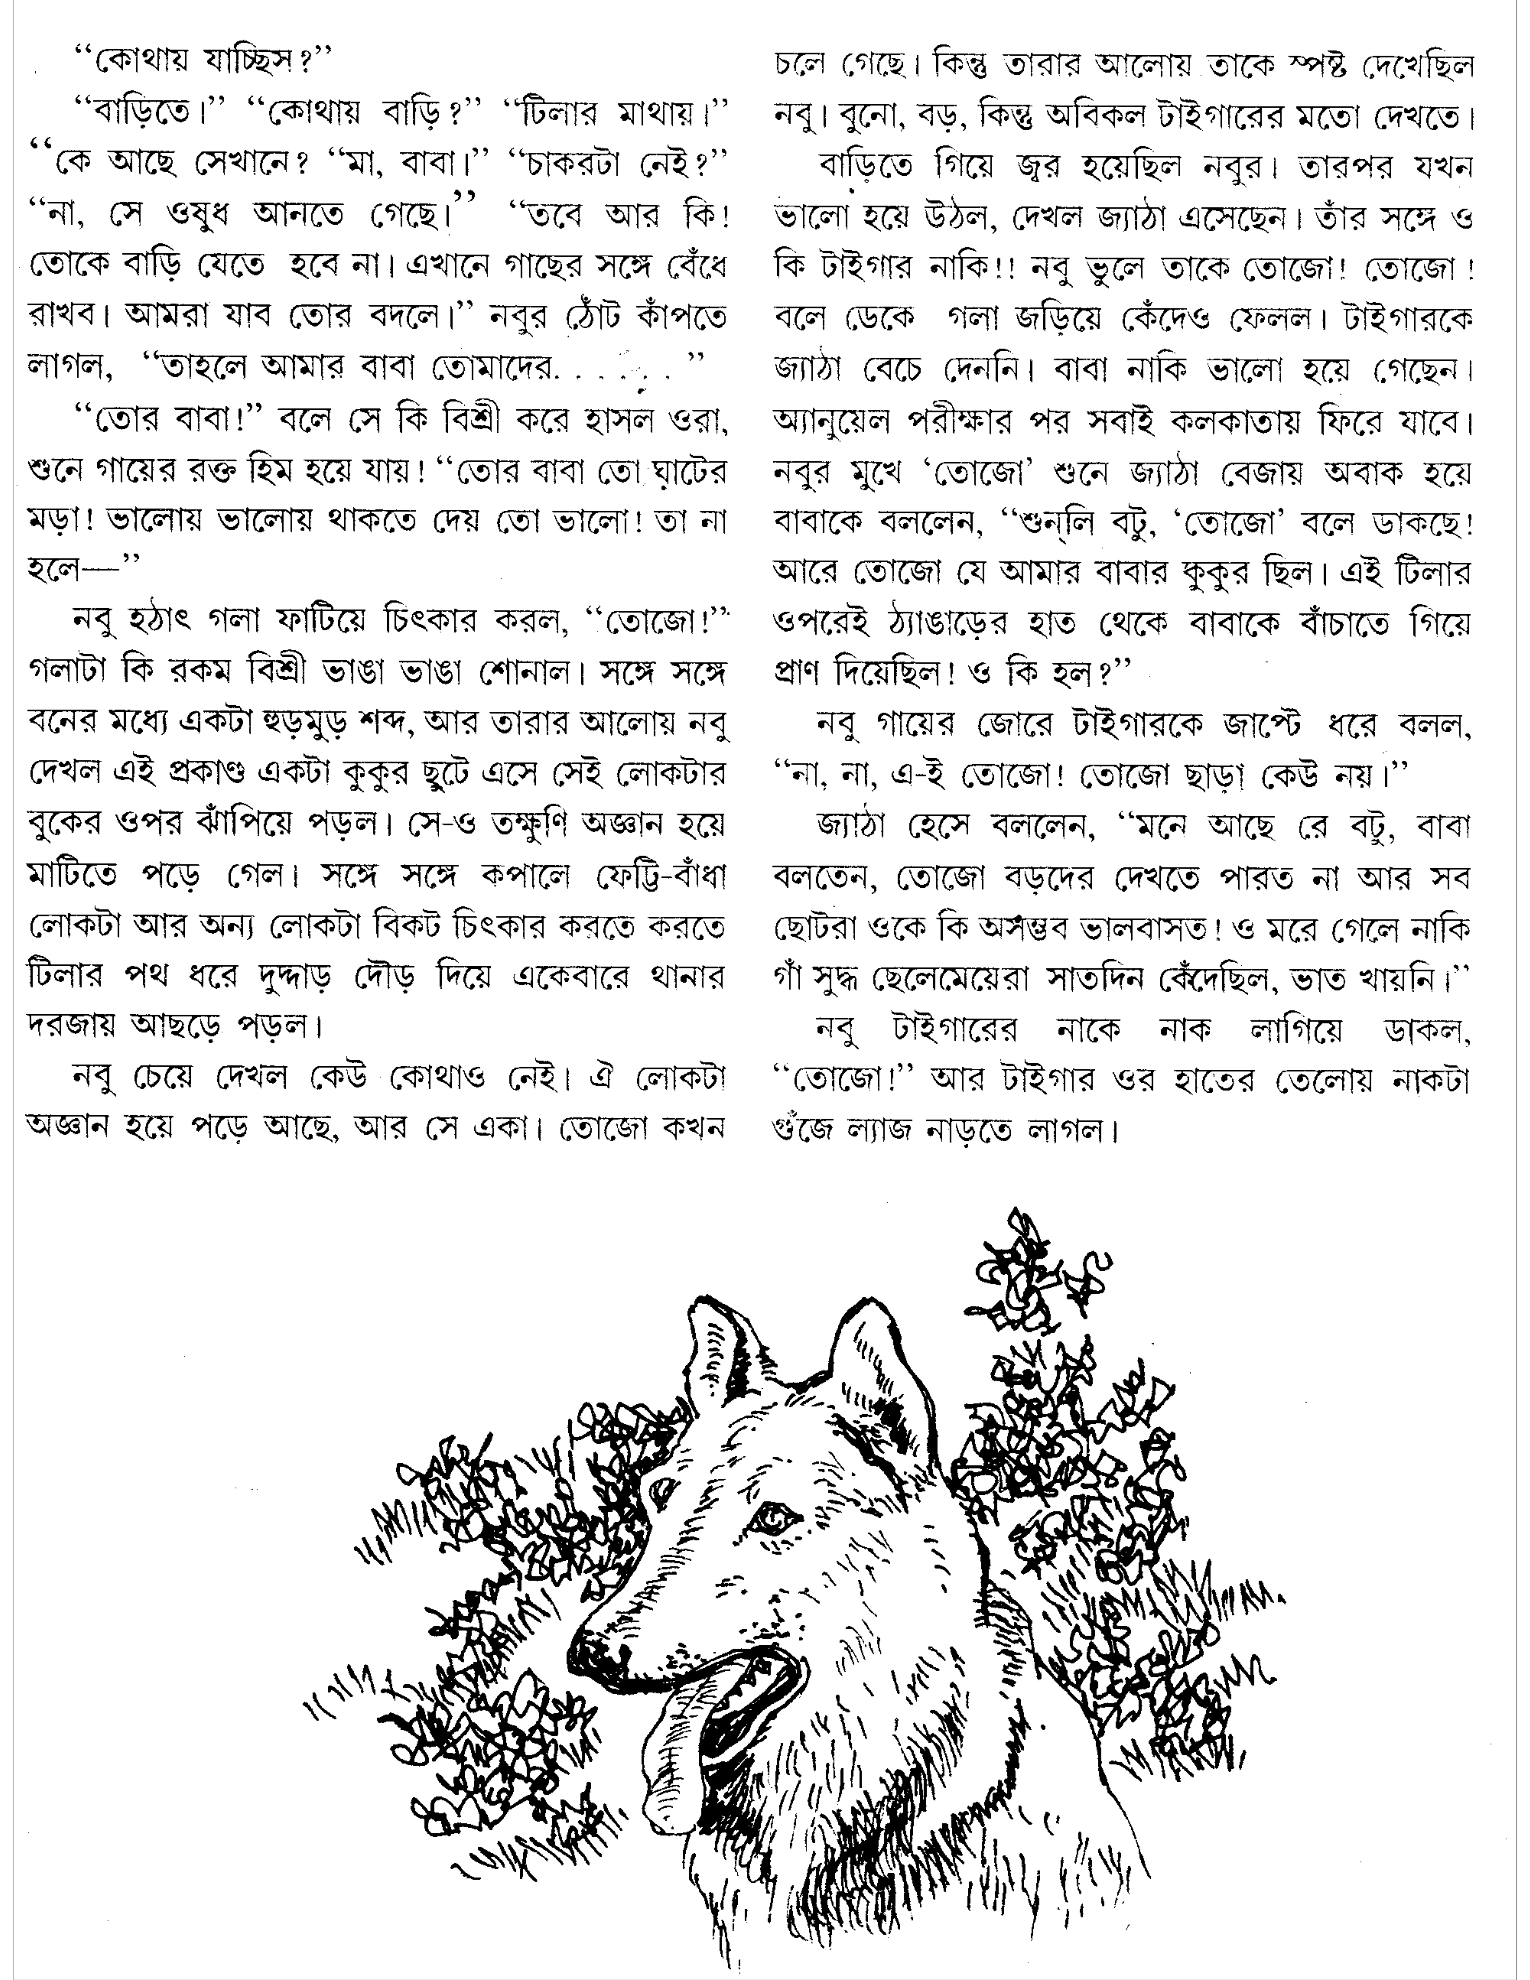 “কোথায় যাচ্ছিস?”
“বাড়িতে।” “কোথায় বাড়ি?” “টিলার মাথায়।”
“কে আছে সেখানে? “মা, বাবা।” “চাকরটা নেই?”
“না, সে ওষুধ আনতে গেছে।” “তবে আর কি!
তোকে বাড়ি যেতে হবে না। এখানে গাছের সঙ্গে বেঁধে
রাখব। আমরা যাব তোর বদলে।” নবুর ঠোঁট কাঁপতে
লাগল, “তাহলে আমার বাবা তোমাদের. . . . . . ”
“তোর বাবা!” বলে সে কি বিশ্রী করে হাসল ওরা,
শুনে গায়ের রক্ত হিম হয়ে যায়! “তোর বাবা তো ঘাটের
মড়া! ভালোয় ভালোয় থাকতে দেয় তো ভালো! তা না
হলে—”
নবু হঠাৎ গলা ফাটিয়ে চিৎকার করল, “তোজো!”
গলাটা কি রকম বিশ্রী ভাঙা ভাঙা শোনাল। সঙ্গে সঙ্গে
বনের মধ্যে একটা হুড়মুড় শব্দ, আর তারার আলোয় নবু
দেখল এই প্রকাণ্ড একটা কুকুর ছুটে এসে সেই লোকটার
বুকের ওপর ঝাঁপিয়ে পড়ল। সে-ও তক্ষুণি অজ্ঞান হয়ে
মাটিতে পড়ে গেল। সঙ্গে সঙ্গে কপালে ফেট্টি-বাঁধা
লোকটা আর অন্য লোকটা বিকট চিৎকার করতে করতে
টিলার পথ ধরে দুদ্দাড় দৌড় দিয়ে একেবারে থানার
দরজায় আছড়ে পড়ল।
নবু চেয়ে দেখল কেউ কোথাও নেই। ঐ লোকটা
অজ্ঞান হয়ে পড়ে আছে, আর সে একা। তোজো কখন
চলে গেছে। কিন্তু তারার আলোয় তাকে স্পষ্ট দেখেছিল
নবু। বুনো, বড়, কিন্তু অবিকল টাইগারের মতো দেখতে।
বাড়িতে গিয়ে জ্বর হয়েছিল নবুর। তারপর যখন
ভালো হয়ে উঠল, দেখল জ্যাঠা এসেছেন। তাঁর সঙ্গে ও
কি টাইগার নাকি!! নবু ভুলে তাকে তোজো! তোজো!
বলে ডেকে গলা জড়িয়ে কেঁদেও ফেলল। টাইগারকে
জ্যাঠা বেচে দেননি। বাবা নাকি ভালো হয়ে গেছেন।
অ্যানুয়েল পরীক্ষার পর সবাই কলকাতায় ফিরে যাবে।
নবুর মুখে ‘তোজো’ শুনে জ্যাঠা বেজায় অবাক হয়ে
বাবাকে বললেন, “শুন্‌লি বটু, ‘তোজো’ বলে ডাকছে!
আরে তোজো যে আমার বাবার কুকুর ছিল। এই টিলার
ওপরেই ঠ্যাঙাড়ের হাত থেকে বাবাকে বাঁচাতে গিয়ে
প্রাণ দিয়েছিল! ও কি হল?”
নবু গায়ের জোরে টাইগারকে জাপ্টে ধরে বলল,
“না, না, এ-ই তোজো! তোজো ছাড়া কেউ নয়।”
জ্যাঠা হেসে বললেন, “মনে আছে রে বটু, বাবা
বলতেন, তোজো বড়দের দেখতে পারত না আর সব
ছোটরা ওকে কি অসম্ভব ভালবাসত! ও মরে গেলে নাকি
গাঁ সুদ্ধ ছেলেমেয়েরা সাতদিন কেঁদেছিল, ভাত খায়নি।”
নবু টাইগারের নাকে নাক লাগিয়ে ডাকল,
“তোজো!” আর টাইগার ওর হাতের তেলোয় নাকটা
গুঁজে ল্যাজ নাড়তে লাগল।